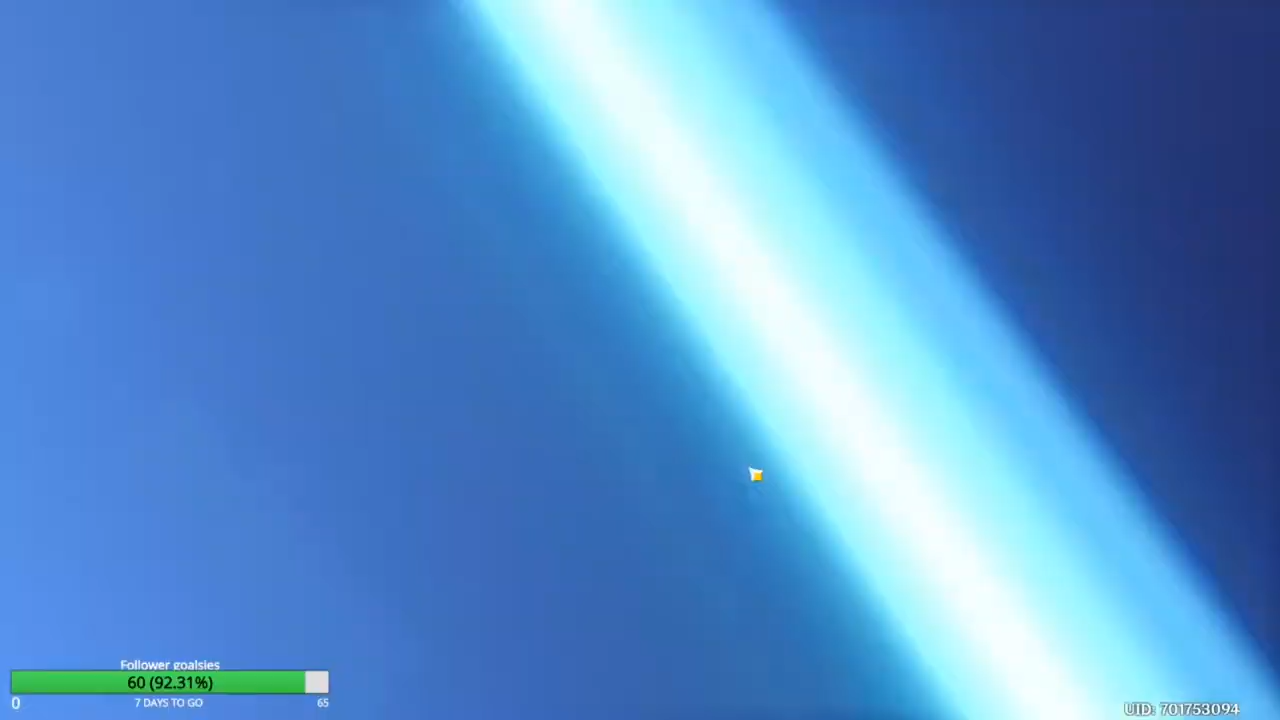 Follower goalsies
60 (92.31%)
0
7 DAYS TO GO
65
UID: 701753094